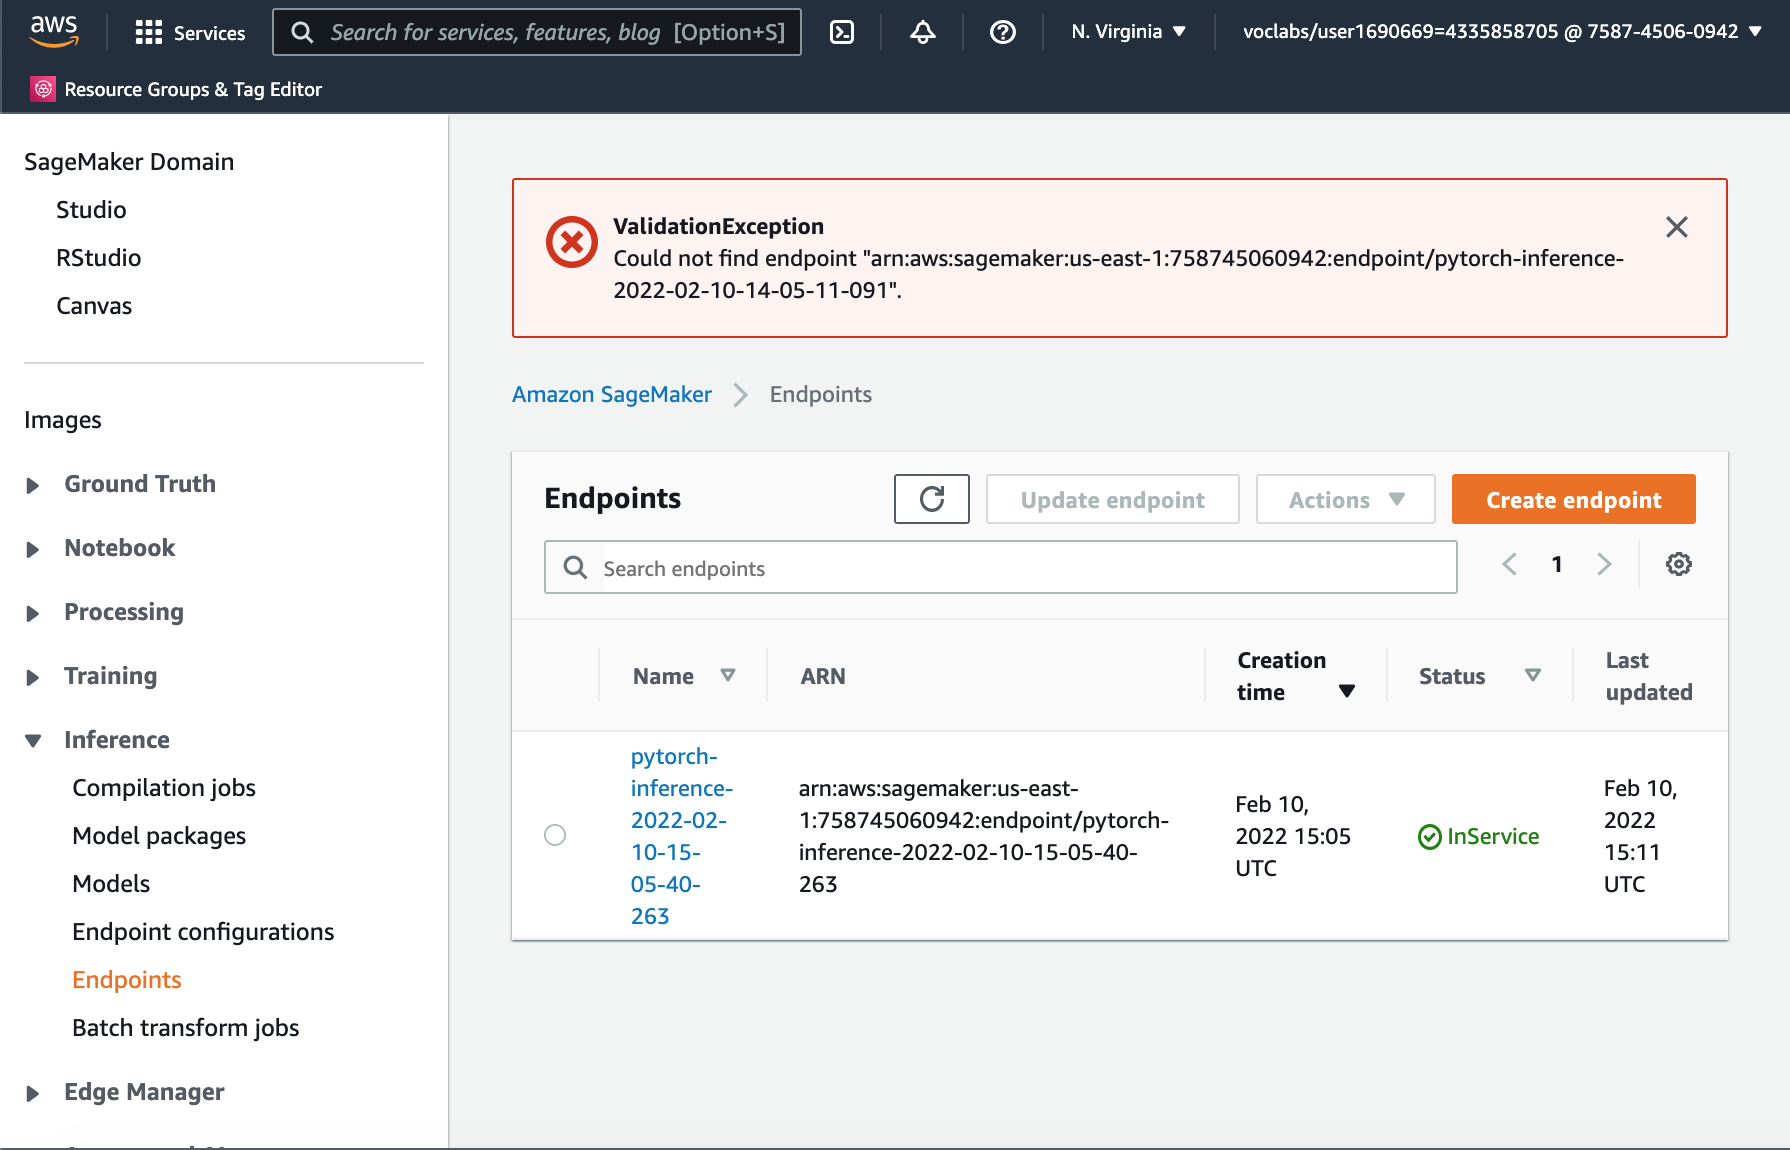 aws
Services
Search for services, features, blog [Option+S]
N. Virginia
voclabs/user1690669=4335858705 @ 7587-4506-0942
Resource Groups & Tag Editor
SageMaker Domain
Studio
RStudio
Canvas
Images
Ground Truth
Notebook
Processing
Training
Inference
Compilation jobs
Model packages
Models
Endpoint configurations
Endpoints
Batch transform jobs
Edge Manager
ValidationException
Could not find endpoint "arn:aws:sagemaker:us-east-1:758745060942:endpoint/pytorch-inference-
2022-02-10-14-05-11-091".
Amazon SageMaker
Endpoints
Endpoints
Update endpoint
Actions
Create endpoint
Search endpoints
1
Name
ARN
Creation
time
Status
Last
updated
pytorch-
inference-
2022-02-
10-15-
05-40-
263
arn:aws:sagemaker:us-east-
1:758745060942:endpoint/pytorch-
inference-2022-02-10-15-05-40-
263
Feb 10,
2022 15:05
UTC
InService
Feb 10,
2022
15:11
UTC